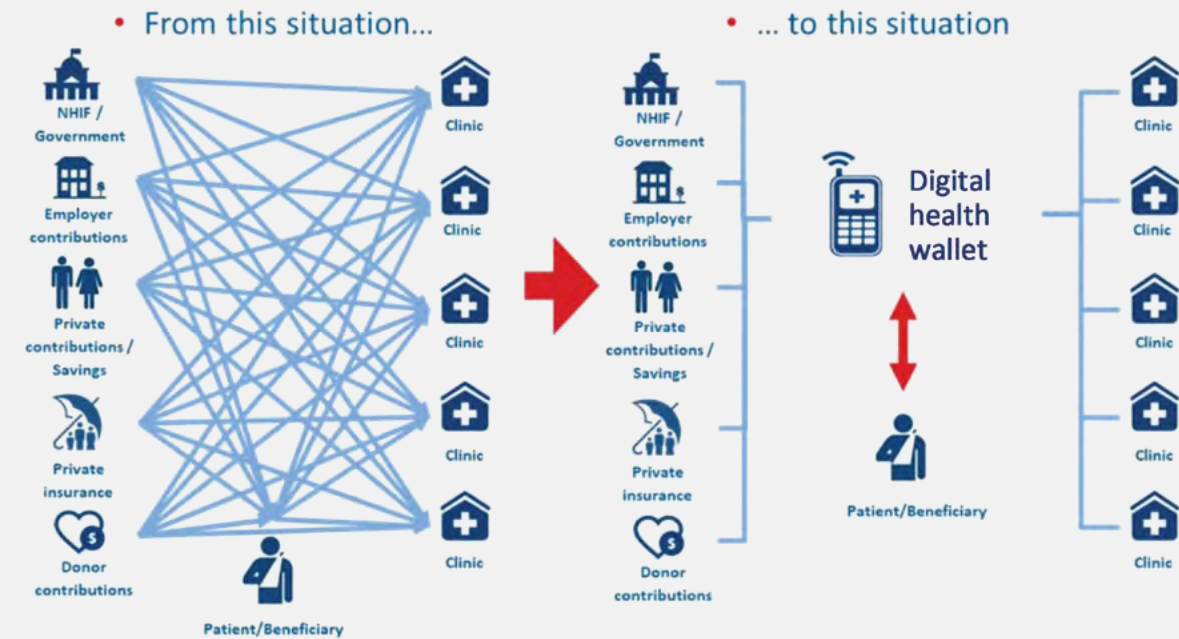 • From this situation...
NHIF /
Government
Employer
contributions
Private
contributions /
Savings
Private
insurance
Donor
contributions
Clinic
Clinic
Clinic
Clinic
Clinic
Patient/Beneficiary
• ... to this situation
NHIF /
Government
Employer
contributions
Private
contributions /
Savings
Private
insurance
$
Donor
contributions
Digital
health
wallet
Patient/Beneficiary
Clinic
Clinic
Clinic
Clinic
Clinic